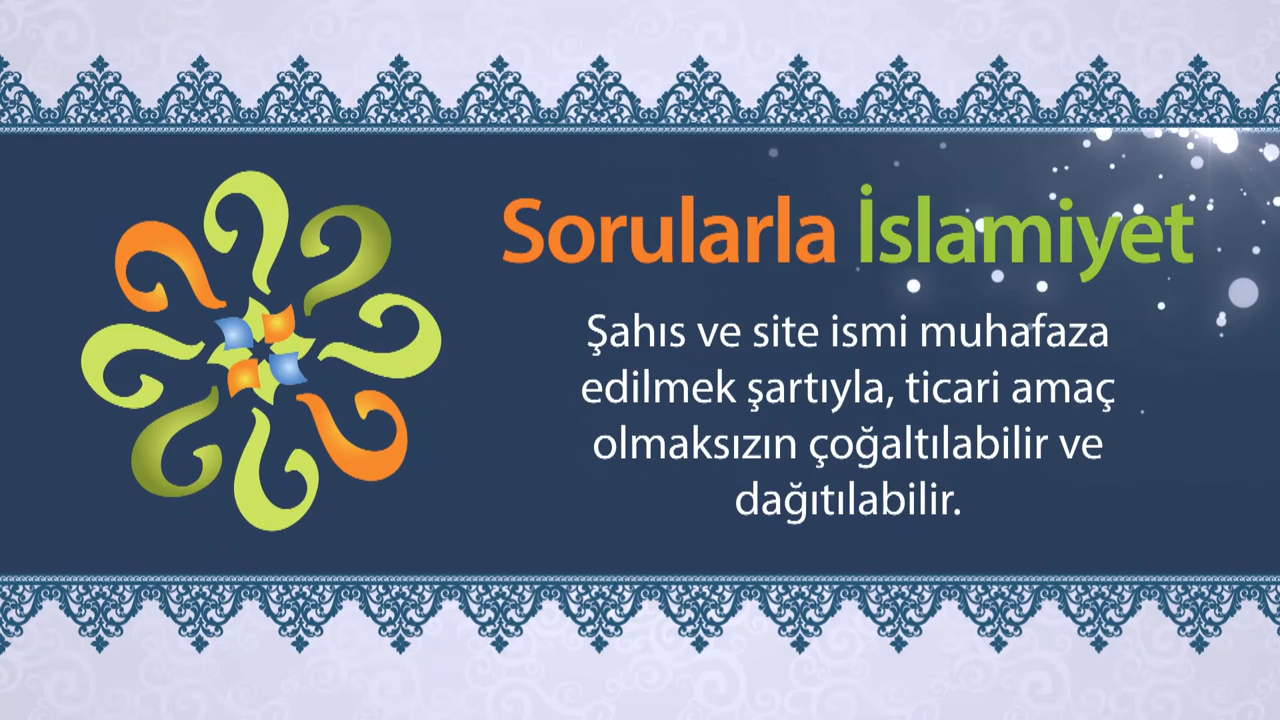 Sorularla İslamiyet
Şahıs ve site ismi muhafaza
edilmek şartıyla, ticari amaç
olmaksızın çoğaltılabilir ve
dağıtılabilir.